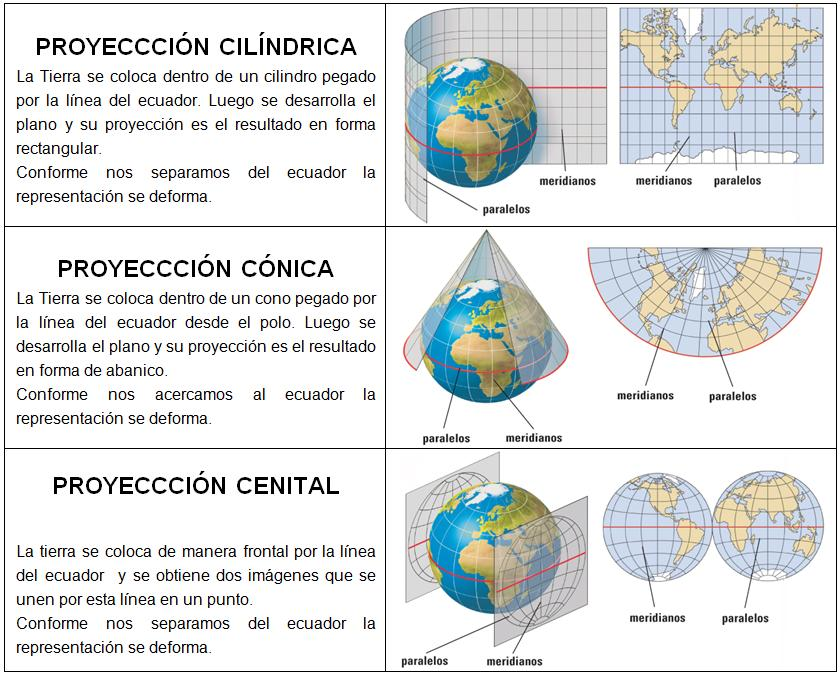 PROYECCCIÓN CILÍNDRICA
La Tierra se coloca dentro de un cilindro pegado
por la línea del ecuador. Luego se desarrolla el
plano y su proyección es el resultado en forma
rectangular.
Conforme nos separamos del ecuador la
representación se deforma.
meridianos
paralelos
meridianos
paralelos
PROYECCCIÓN CÓNICA
La Tierra se coloca dentro de un cono pegado por
la línea del ecuador desde el polo. Luego se
desarrolla el plano y su proyección es el resultado
en forma de abanico.
Conforme nos acercamos al ecuador la
representación se deforma.
paralelos
meridianos
meridianos
paralelos
PROYECCCIÓN CENITAL
La tierra se coloca de manera frontal por la línea
del ecuador y se obtiene dos imágenes que se
unen por esta línea en un punto.
Conforme nos separamos del ecuador la
representación se deforma.
paralelos
meridianos
meridianos
paralelos